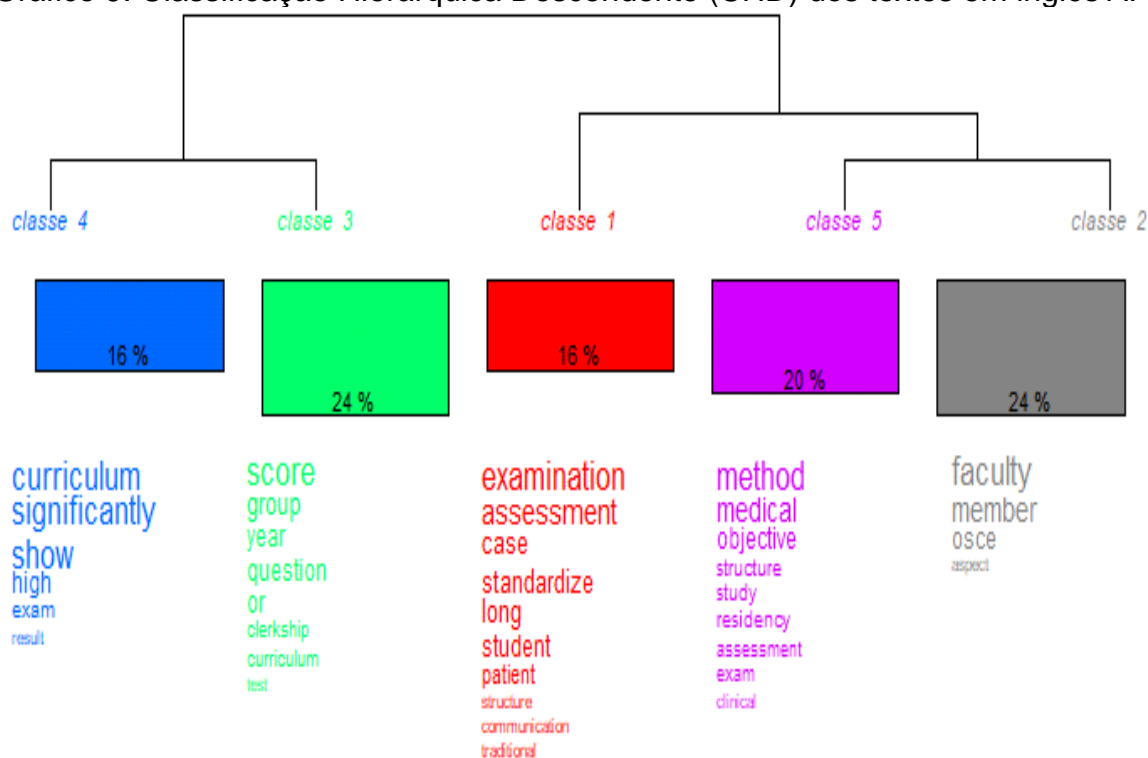 classe 4
classe 3
classe 1
classe 5
classe 2
16 %
24 %
16 %
20 %
24 %
curriculum
significantly
show
high
exam
result
score
group
year
question
or
clerkship
curriculum
test
examination
assessment
case
standardize
long
student
patient
structure
communication
traditional
method
medical
objective
structure
study
residency
assessment
exam
clinical
faculty
member
osce
aspect